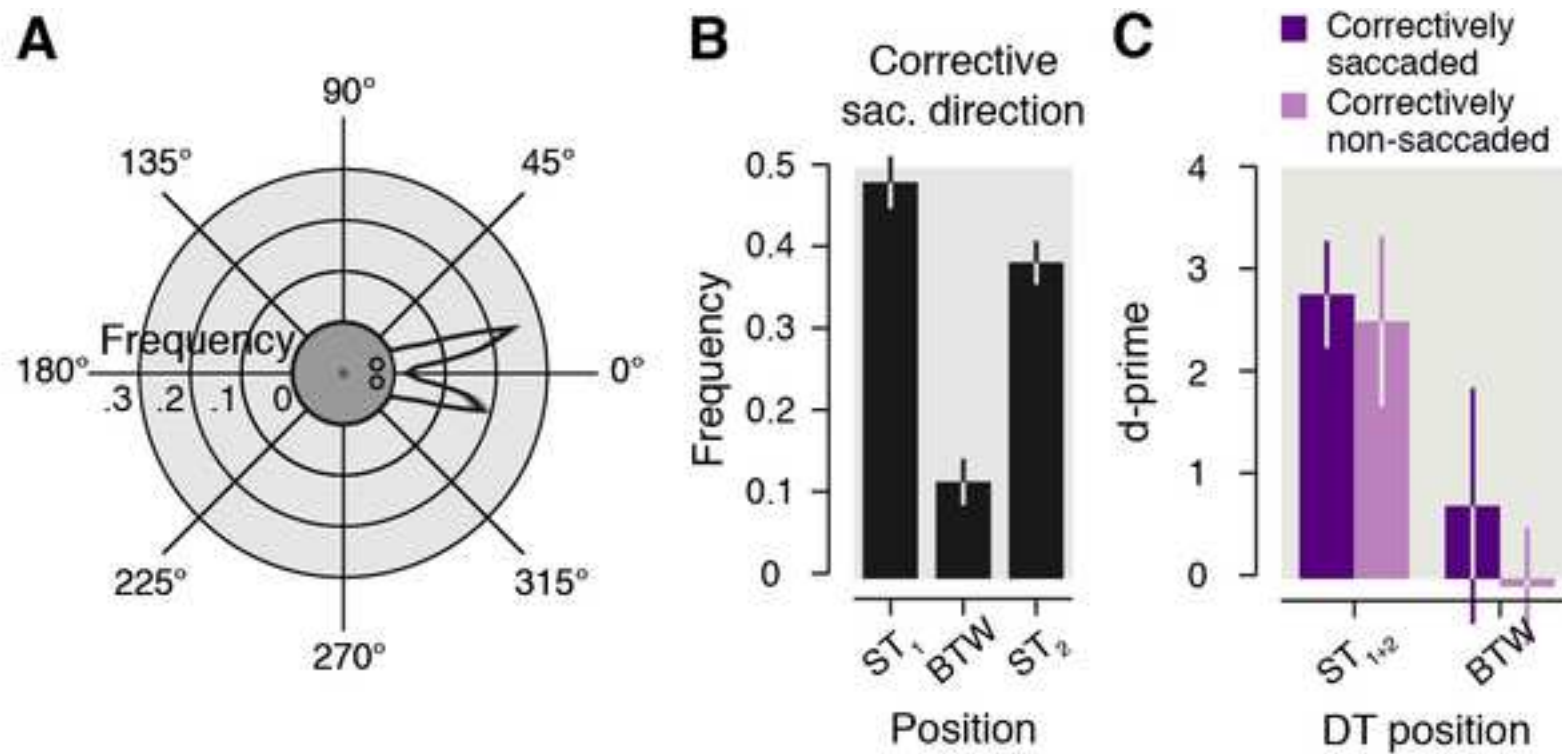 A
90°
135°
45°
Frequency
180°
0°
.3
.2
.1
0
225°
315°
270°
B
Corrective
sac. direction
0.5
0.4
0.3
0.2
0.1
0
Frequency
ST₁
BTW
ST₂
Position
C
Correctively
saccaded
Correctively
non-saccaded
4
3
2
1
0
d-prime
ST₁₊₂
BTW
DT position